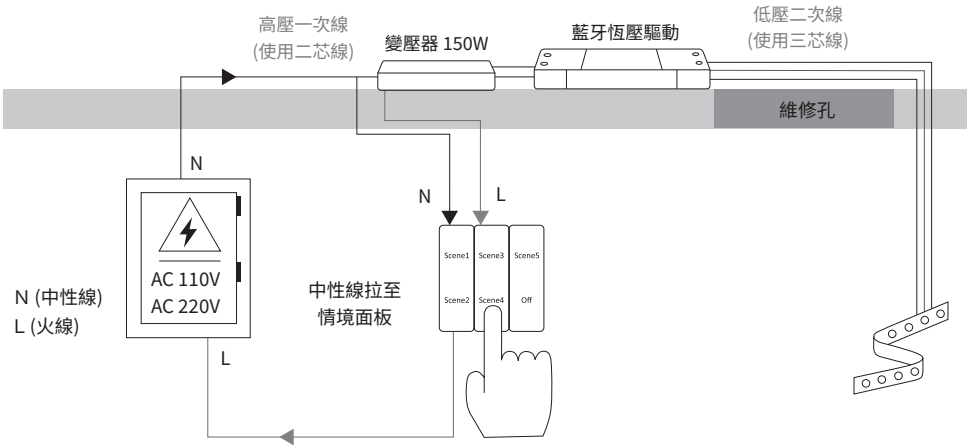 高壓一次線
(使用二芯線)
變壓器 150W
藍牙恆壓驅動
低壓二次線
(使用三芯線)
維修孔
N
N
L
AC 110V
AC 220V
N (中性線)
L (火線)
中性線拉至
情境面板
Scene1
Scene3
Scene5
Scene2
Scene4
Off
L